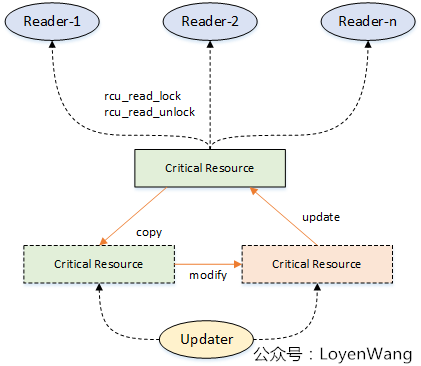 Reader-1
Reader-2
Reader-n
rcu_read_lock
rcu_read_unlock
Critical Resource
copy
update
Critical Resource
modify
Critical Resource
Updater
公众号：LoyenWang